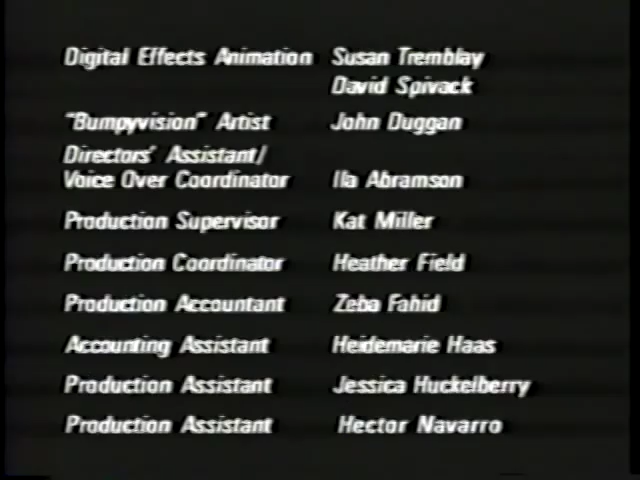 Digital Effects Animation Susan Tremblay
David Spivack
"Bumpyvision" Artist John Duggan
Directors' Assistant/
Voice Over Coordinator Ila Abramson
Production Supervisor Kat Miller
Production Coordinator Heather Field
Production Accountant Zeba Fahid
Accounting Assistant Heidemarie Haas
Production Assistant Jessica Huckelberry
Production Assistant Hector Navarro